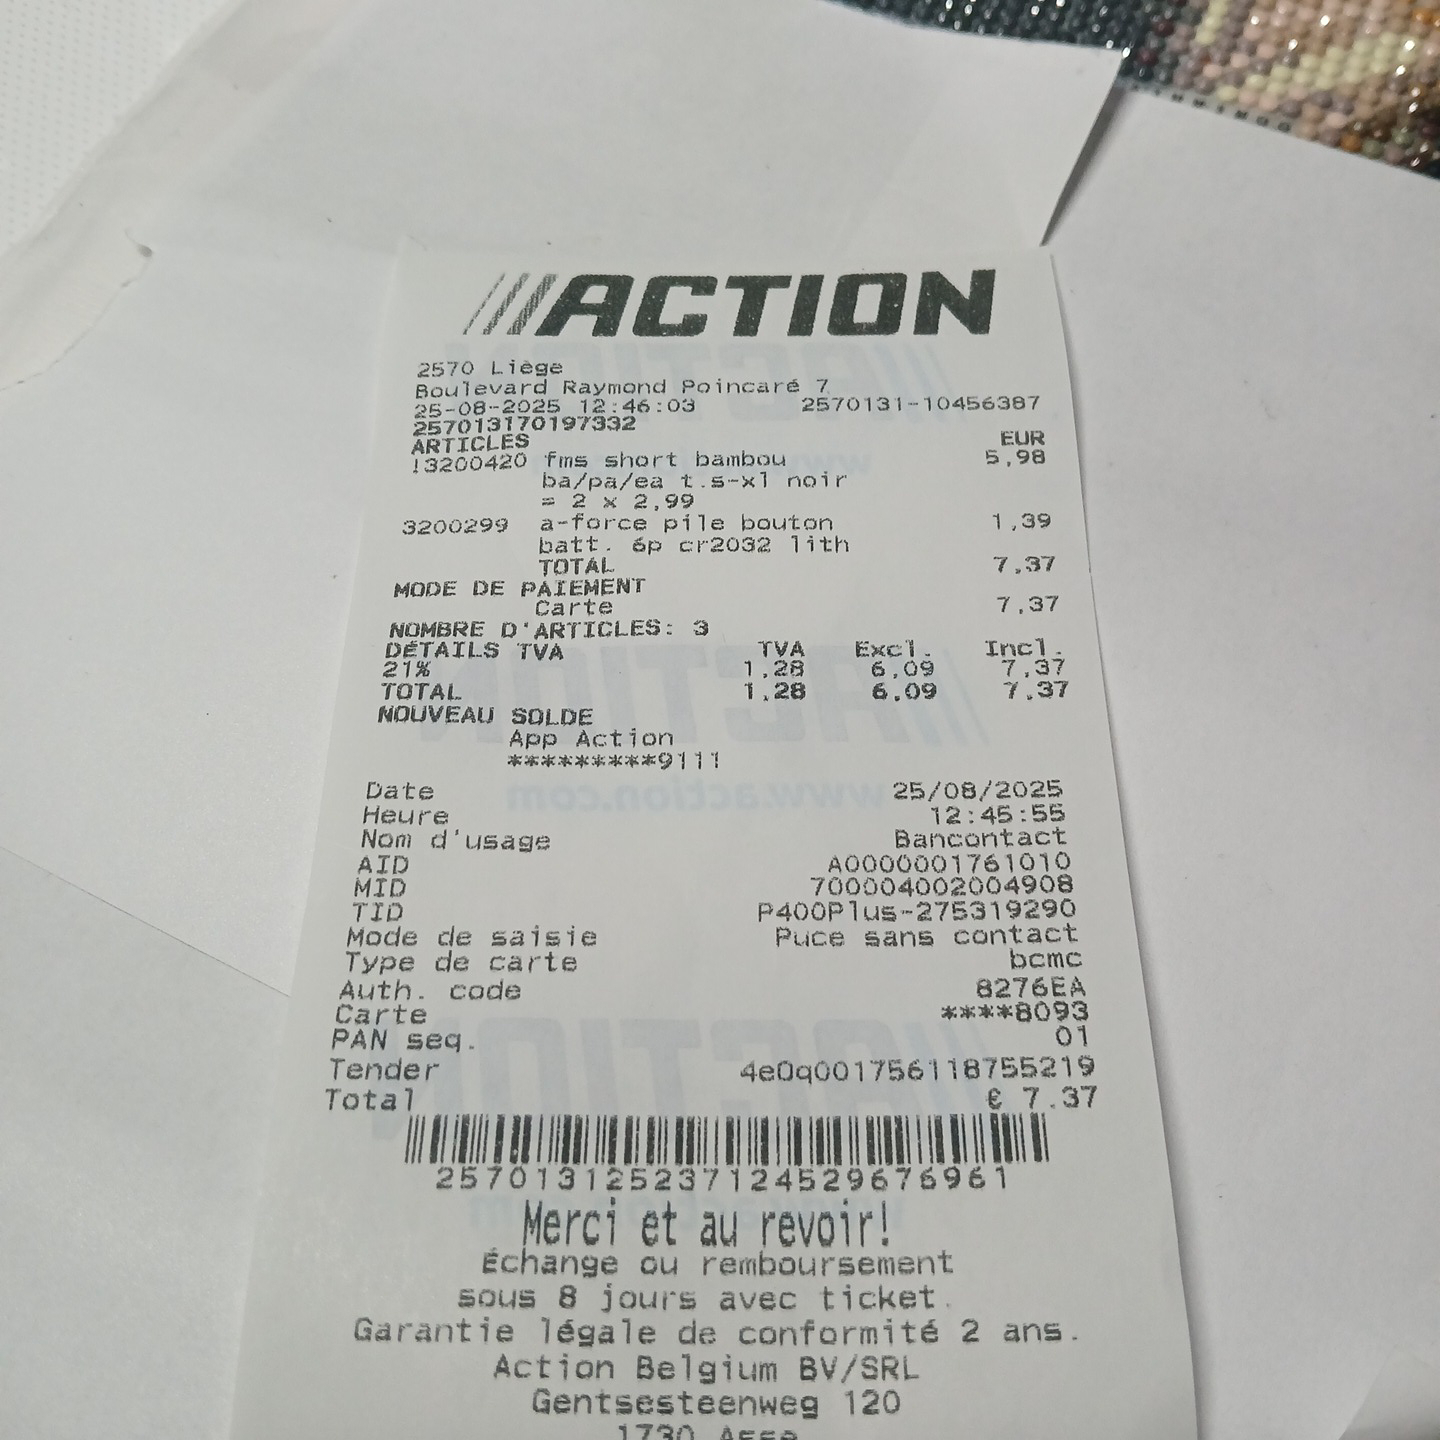 ///ACTION
2570 Liège
Boulevard Raymond Poincaré 7
25-08-2025 12:46:03 2570131-10456387
257013170197332
ARTICLES EUR
!3200420 fms short bambou 5,98
ba/pa/ea t.s-xl noir
= 2 x 2,99
3200299 a-force pile bouton 1,39
batt. 6p cr2032 lith
TOTAL 7,37
MODE DE PAIEMENT
Carte 7,37
NOMBRE D'ARTICLES: 3
DÉTAILS TVA TVA Excl. Incl.
21% 1,28 6,09 7,37
TOTAL 1,28 6,09 7,37
NOUVEAU SOLDE
App Action
*********9111
Date 25/08/2025
Heure 12:45:55
Nom d'usage Bancontact
AID A0000001761010
MID 700004002004908
TID P400Plus-275319290
Mode de saisie Puce sans contact
Type de carte bcmc
Auth. code 8276EA
Carte ****8093
PAN seq. 01
Tender 4e0q001756118755219
Total € 7.37
257013125237124529676961
Merci et au revoir!
Échange ou remboursement
sous 8 jours avec ticket.
Garantie légale de conformité 2 ans.
Action Belgium BV/SRL
Gentsesteenweg 120
1730 Asse